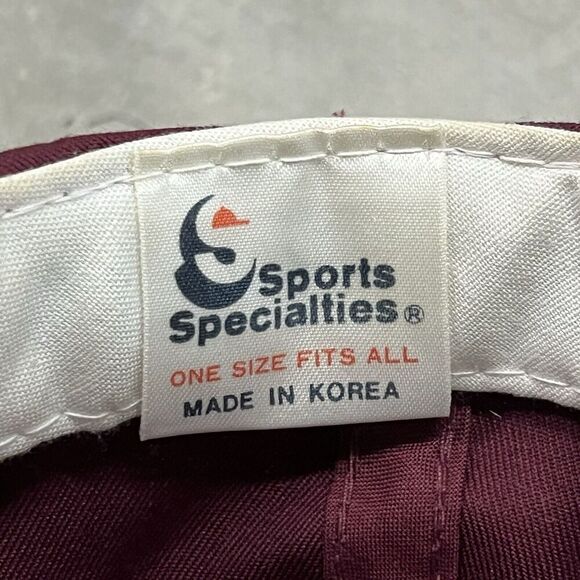 Sports
Specialties®
ONE SIZE FITS ALL
MADE IN KOREA